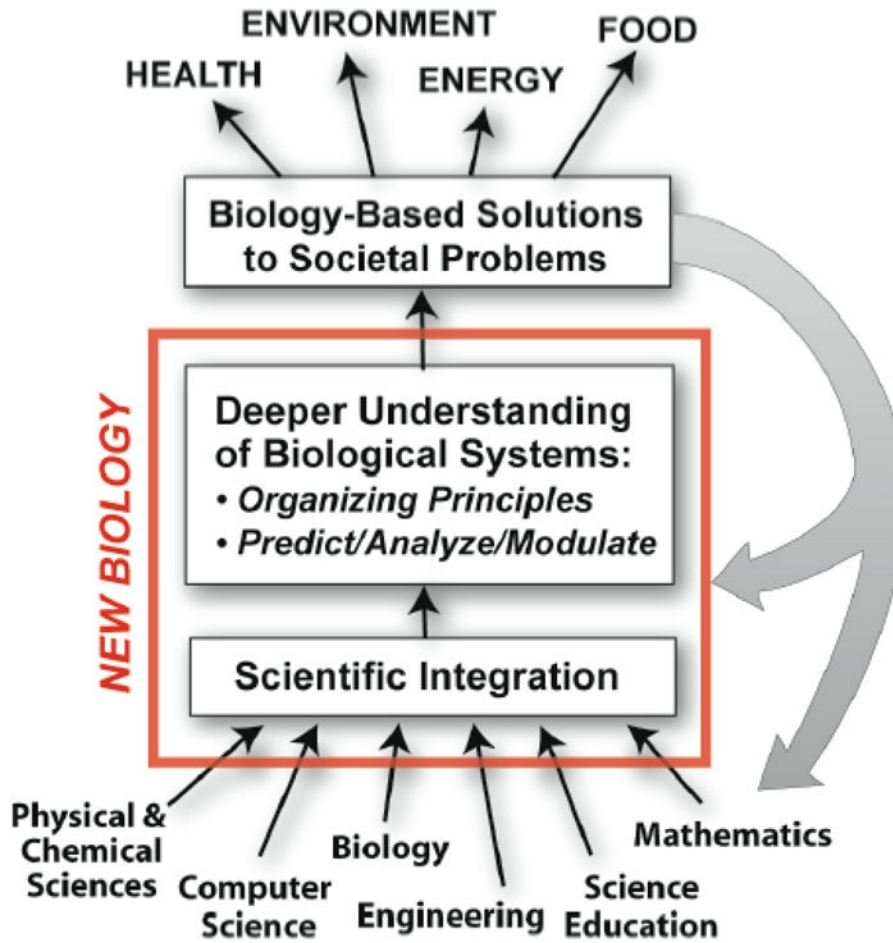 ENVIRONMENT
FOOD
HEALTH
ENERGY
Biology-Based Solutions
to Societal Problems
NEW BIOLOGY
Deeper Understanding
of Biological Systems:
• Organizing Principles
• Predict/Analyze/Modulate
Scientific Integration
Physical &
Chemical
Sciences
Computer
Science
Biology
Engineering
Science
Education
Mathematics